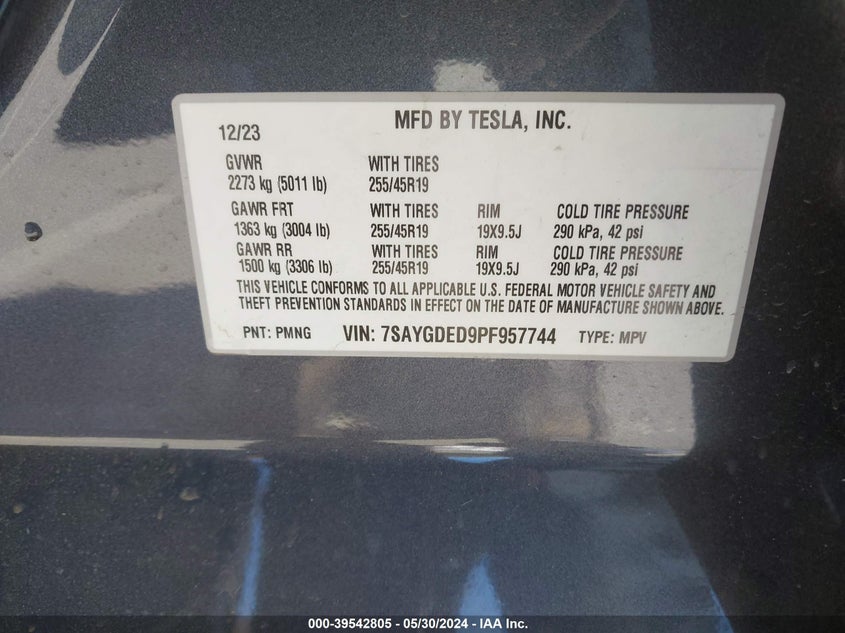 12/23 MFD BY TESLA, INC.
GVWR WITH TIRES
2273 kg (5011 lb) 255/45R19
GAWR FRT WITH TIRES RIM COLD TIRE PRESSURE
1363 kg (3004 lb) 255/45R19 19X9.5J 290 kPa, 42 psi
GAWR RR WITH TIRES RIM COLD TIRE PRESSURE
1500 kg (3306 lb) 255/45R19 19X9.5J 290 kPa, 42 psi
THIS VEHICLE CONFORMS TO ALL APPLICABLE U.S. FEDERAL MOTOR VEHICLE SAFETY AND
THEFT PREVENTION STANDARDS IN EFFECT ON THE DATE OF MANUFACTURE SHOWN ABOVE.
PNT: PMNG VIN: 7SAYGDED9PF957744 TYPE: MPV
000-39542805 - 05/30/2024 - IAA Inc.